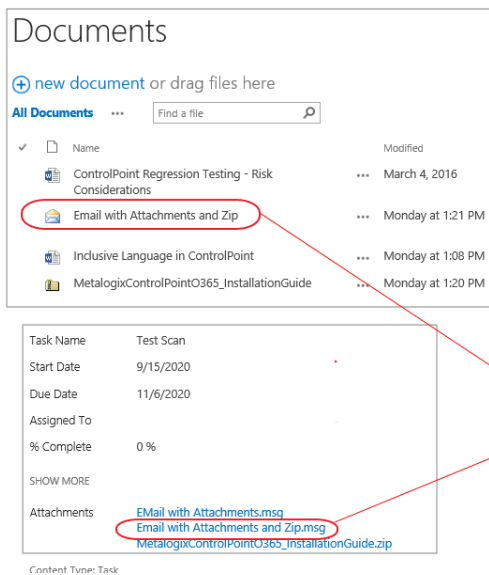 Documents
new document or drag files here
All Documents ... Find a file
Name Modified
ControlPoint Regression Testing - Risk Considerations ... March 4, 2016
Email with Attachments and Zip ... Monday at 1:21 PM
Inclusive Language in ControlPoint ... Monday at 1:08 PM
MetalogixControlPointO365_InstallationGuide ... Monday at 1:20 PM
Task Name Test Scan
Start Date 9/15/2020
Due Date 11/6/2020
Assigned To
% Complete 0 %
SHOW MORE
Attachments EMail with Attachments.msg
Email with Attachments and Zip.msg
MetalogixControlPointO365_InstallationGuide.zip
Content Type: Task